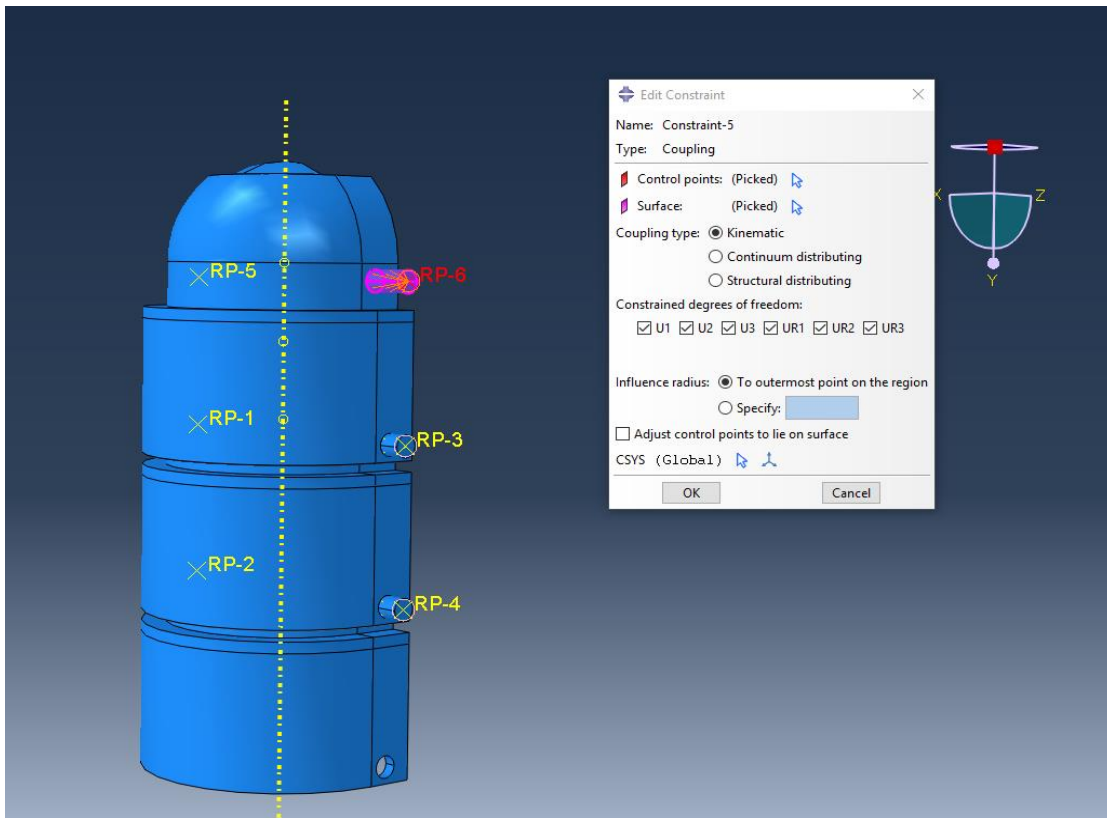 RP-5
RP-6
RP-1
RP-3
RP-2
RP-4
Edit Constraint
Name: Constraint-5
Type: Coupling
Control points: (Picked)
Surface: (Picked)
Coupling type: Kinematic
Continuum distributing
Structural distributing
Constrained degrees of freedom:
U1 U2 U3 UR1 UR2 UR3
Influence radius: To outermost point on the region
Specify:
Adjust control points to lie on surface
CSYS (Global)
OK Cancel
X Z
Y